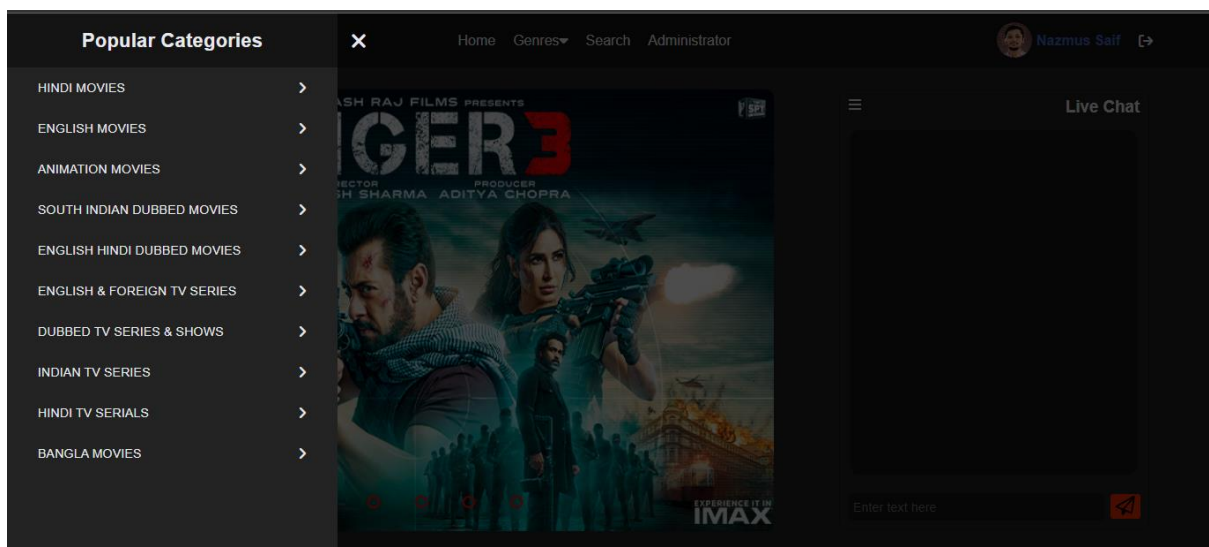 Popular Categories
HINDI MOVIES
ENGLISH MOVIES
ANIMATION MOVIES
SOUTH INDIAN DUBBED MOVIES
ENGLISH HINDI DUBBED MOVIES
ENGLISH & FOREIGN TV SERIES
DUBBED TV SERIES & SHOWS
INDIAN TV SERIES
HINDI TV SERIALS
BANGLA MOVIES
Home Genres Search Administrator
Nazmus Saif
ASH RAJ FILMS PRESENTS
SPY
GER3
PRODUCER
SH SHARMA ADITYA CHOPRA
EXPERIENCE IT IN
IMAX
Live Chat
Enter text here